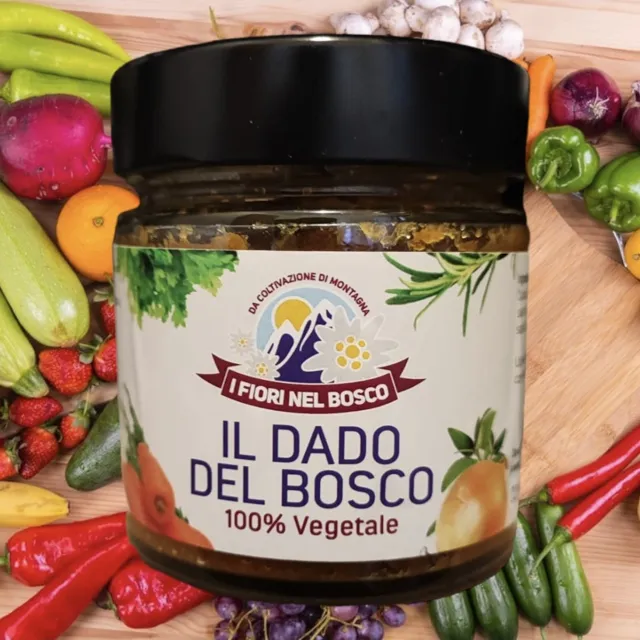 DA COLTIVAZIONE DI MONTAGNA
I FIORI NEL BOSCO
IL DADO
DEL BOSCO
100% Vegetale